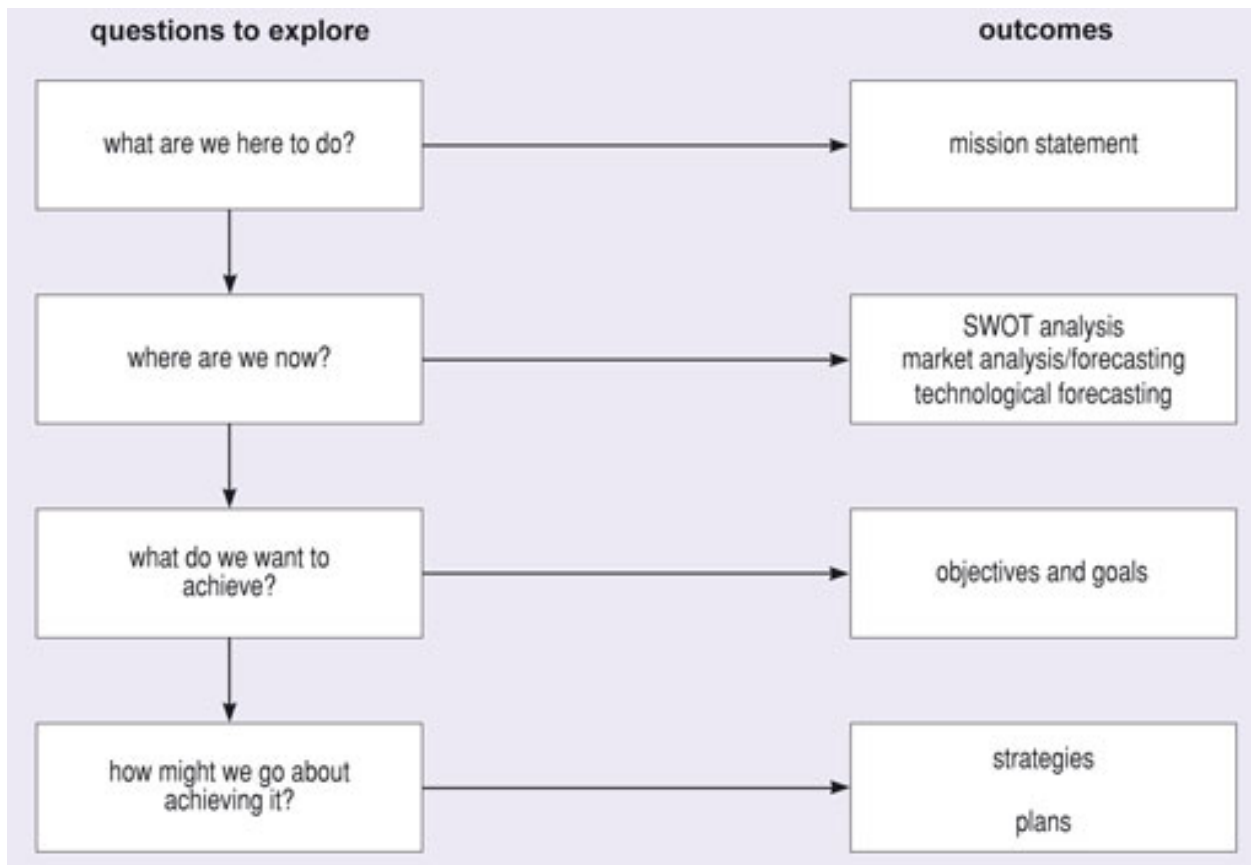 questions to explore
outcomes
what are we here to do?
mission statement
where are we now?
SWOT analysis
market analysis/forecasting
technological forecasting
what do we want to
achieve?
objectives and goals
how might we go about
achieving it?
strategies
plans